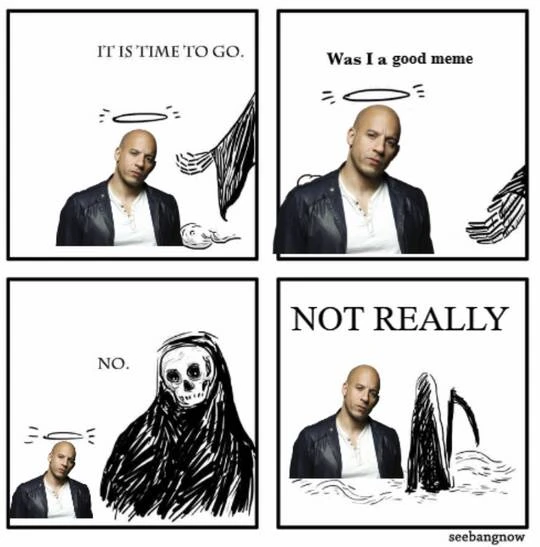 IT IS TIME TO GO.
Was I a good meme
NO.
NOT REALLY
seebangnow